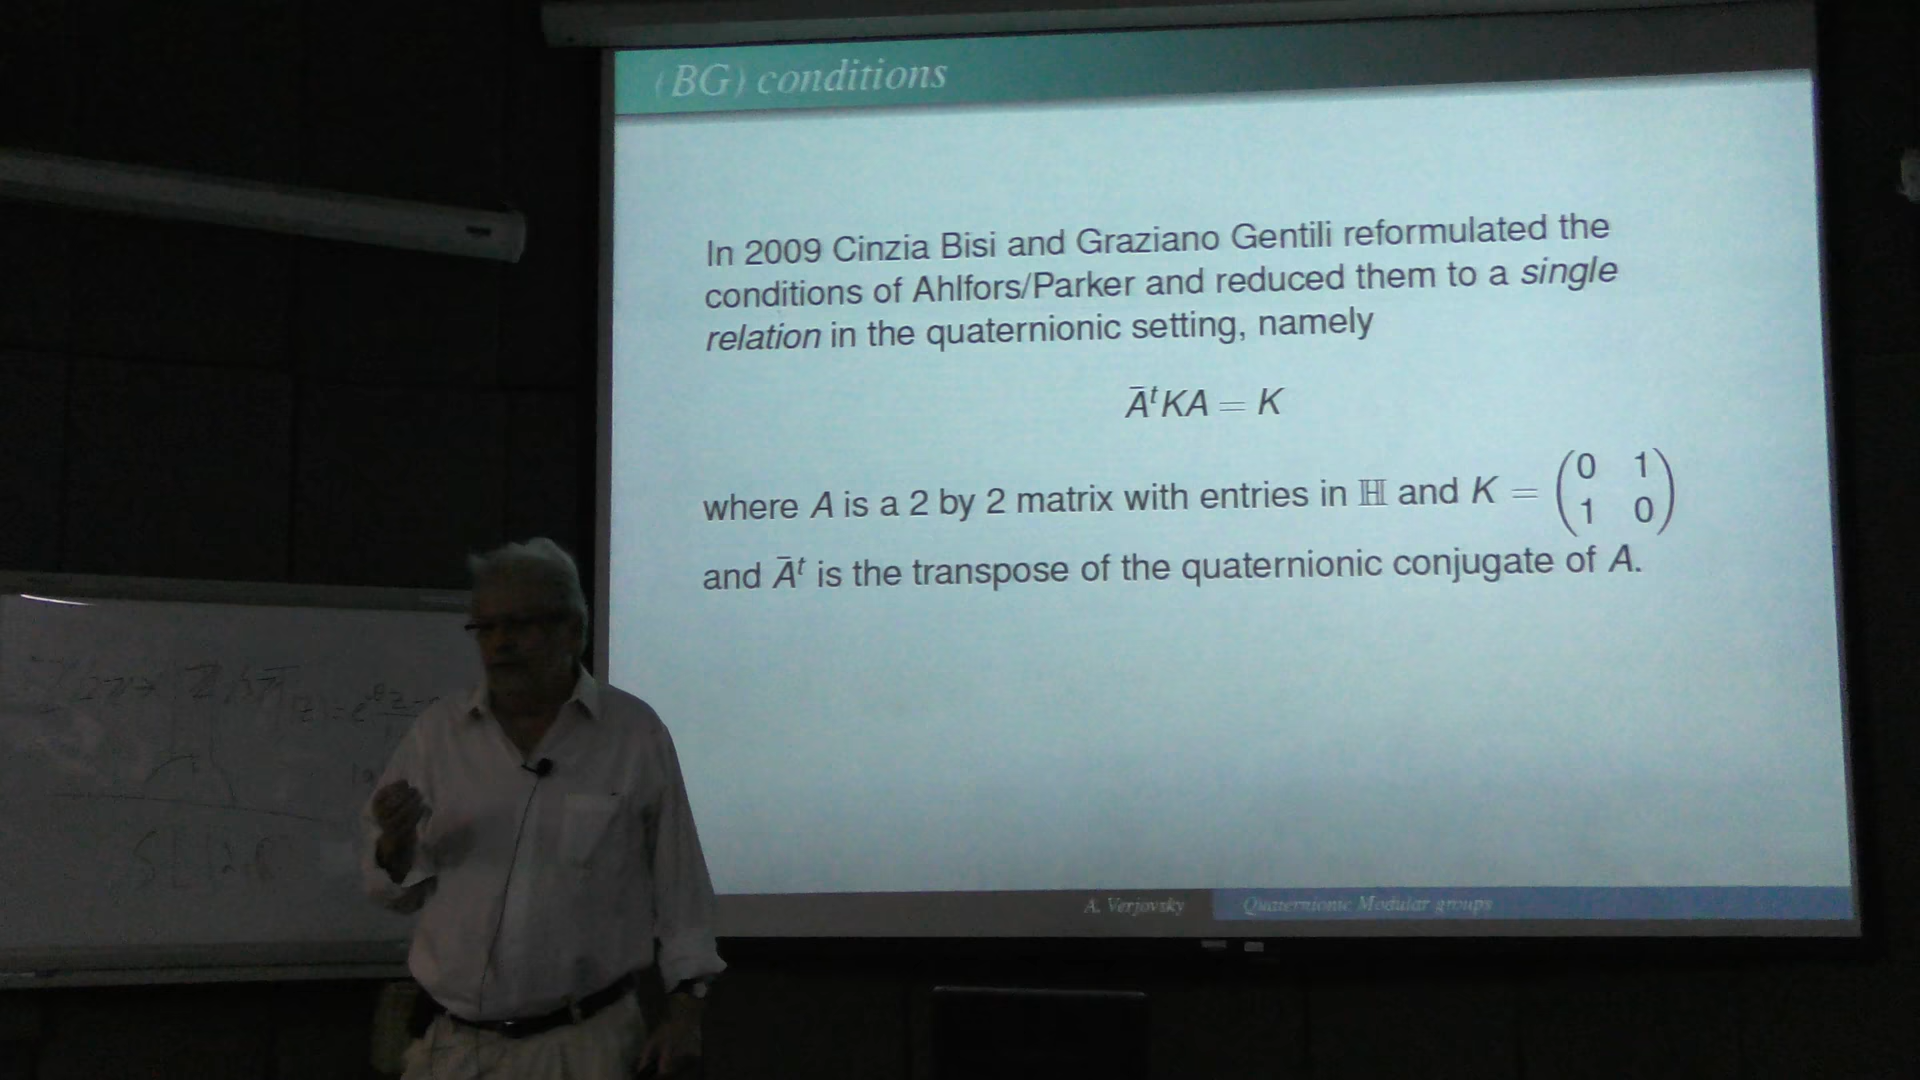 (BG) conditions
In 2009 Cinzia Bisi and Graziano Gentili reformulated the
conditions of Ahlfors/Parker and reduced them to a single
relation in the quaternionic setting, namely
Āᵗ K A = K
where A is a 2 by 2 matrix with entries in ℍ and K = (0 1
1 0)
and Āᵗ is the transpose of the quaternionic conjugate of A.
A. Verjovsky Quaternionic Modular groups